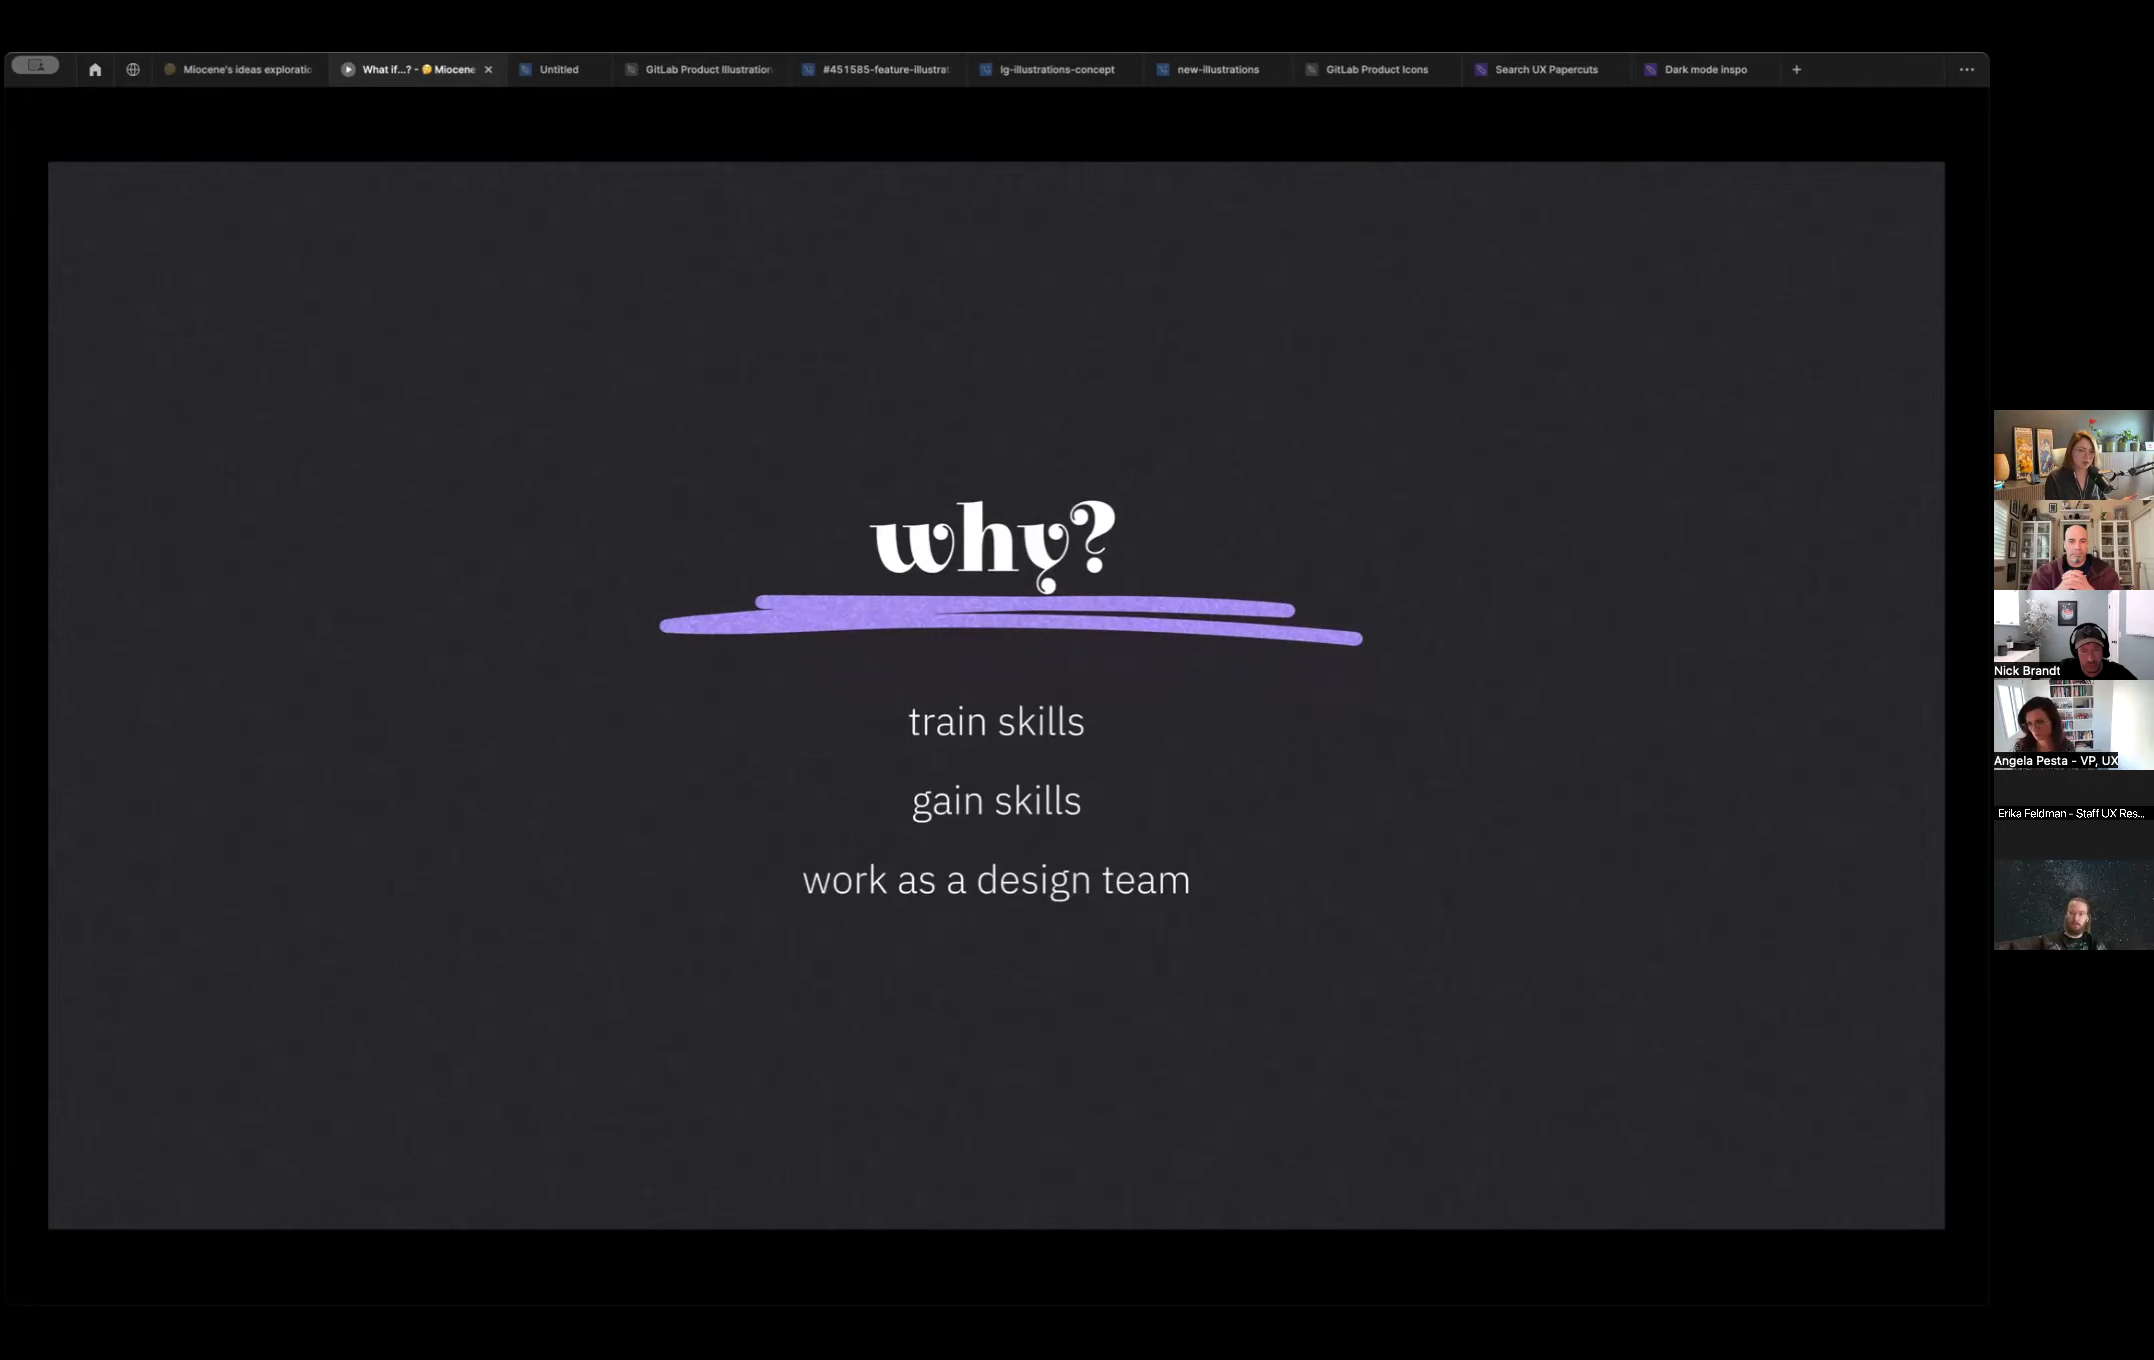 Miocene's ideas exploratio
What if...? - 🤔 Miocene
Untitled
GitLab Product Illustration
#451585-feature-illustrat
lg-illustrations-concept
new-illustrations
GitLab Product Icons
Search UX Papercuts
Dark mode inspo
why?
train skills
gain skills
work as a design team
Nick Brandt
Angela Pesta - VP, UX
Erika Feldman - Staff UX Res...